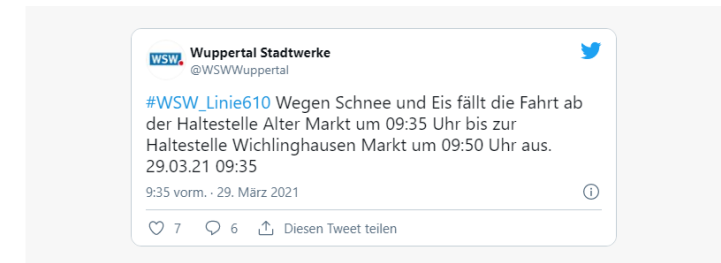 WSW.
Wuppertal Stadtwerke
@WSWWuppertal
#WSW_Linie610 Wegen Schnee und Eis fällt die Fahrt ab
der Haltestelle Alter Markt um 09:35 Uhr bis zur
Haltestelle Wichlinghausen Markt um 09:50 Uhr aus.
29.03.21 09:35
9:35 vorm. · 29. März 2021
7 6 Diesen Tweet teilen